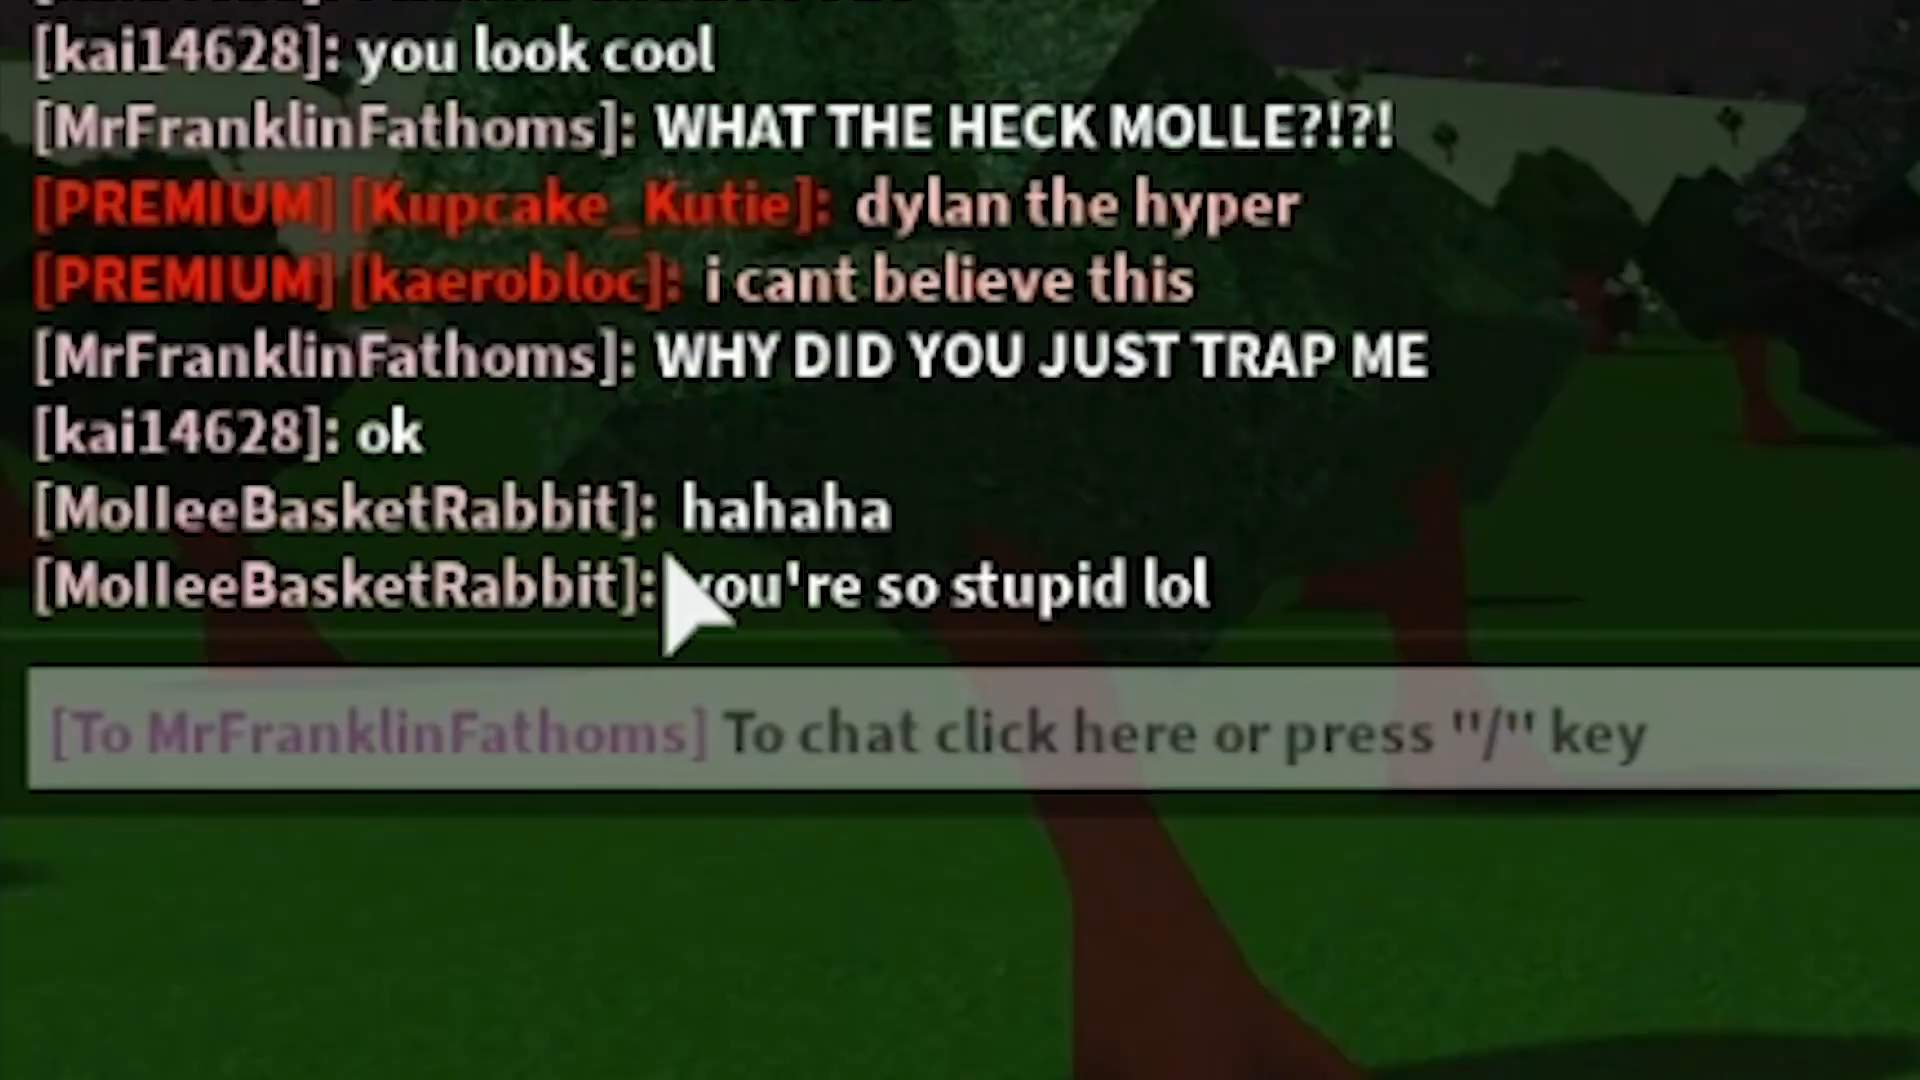 [kai14628]: you look cool
[MrFranklinFathoms]: WHAT THE HECK MOLLE?!?!
[PREMIUM] [Kupcake_Kutie]: dylan the hyper
[PREMIUM] [kaerobloc]: i cant believe this
[MrFranklinFathoms]: WHY DID YOU JUST TRAP ME
[kai14628]: ok
[MolleeBasketRabbit]: hahaha
[MolleeBasketRabbit]: you're so stupid lol
[To MrFranklinFathoms] To chat click here or press "/" key